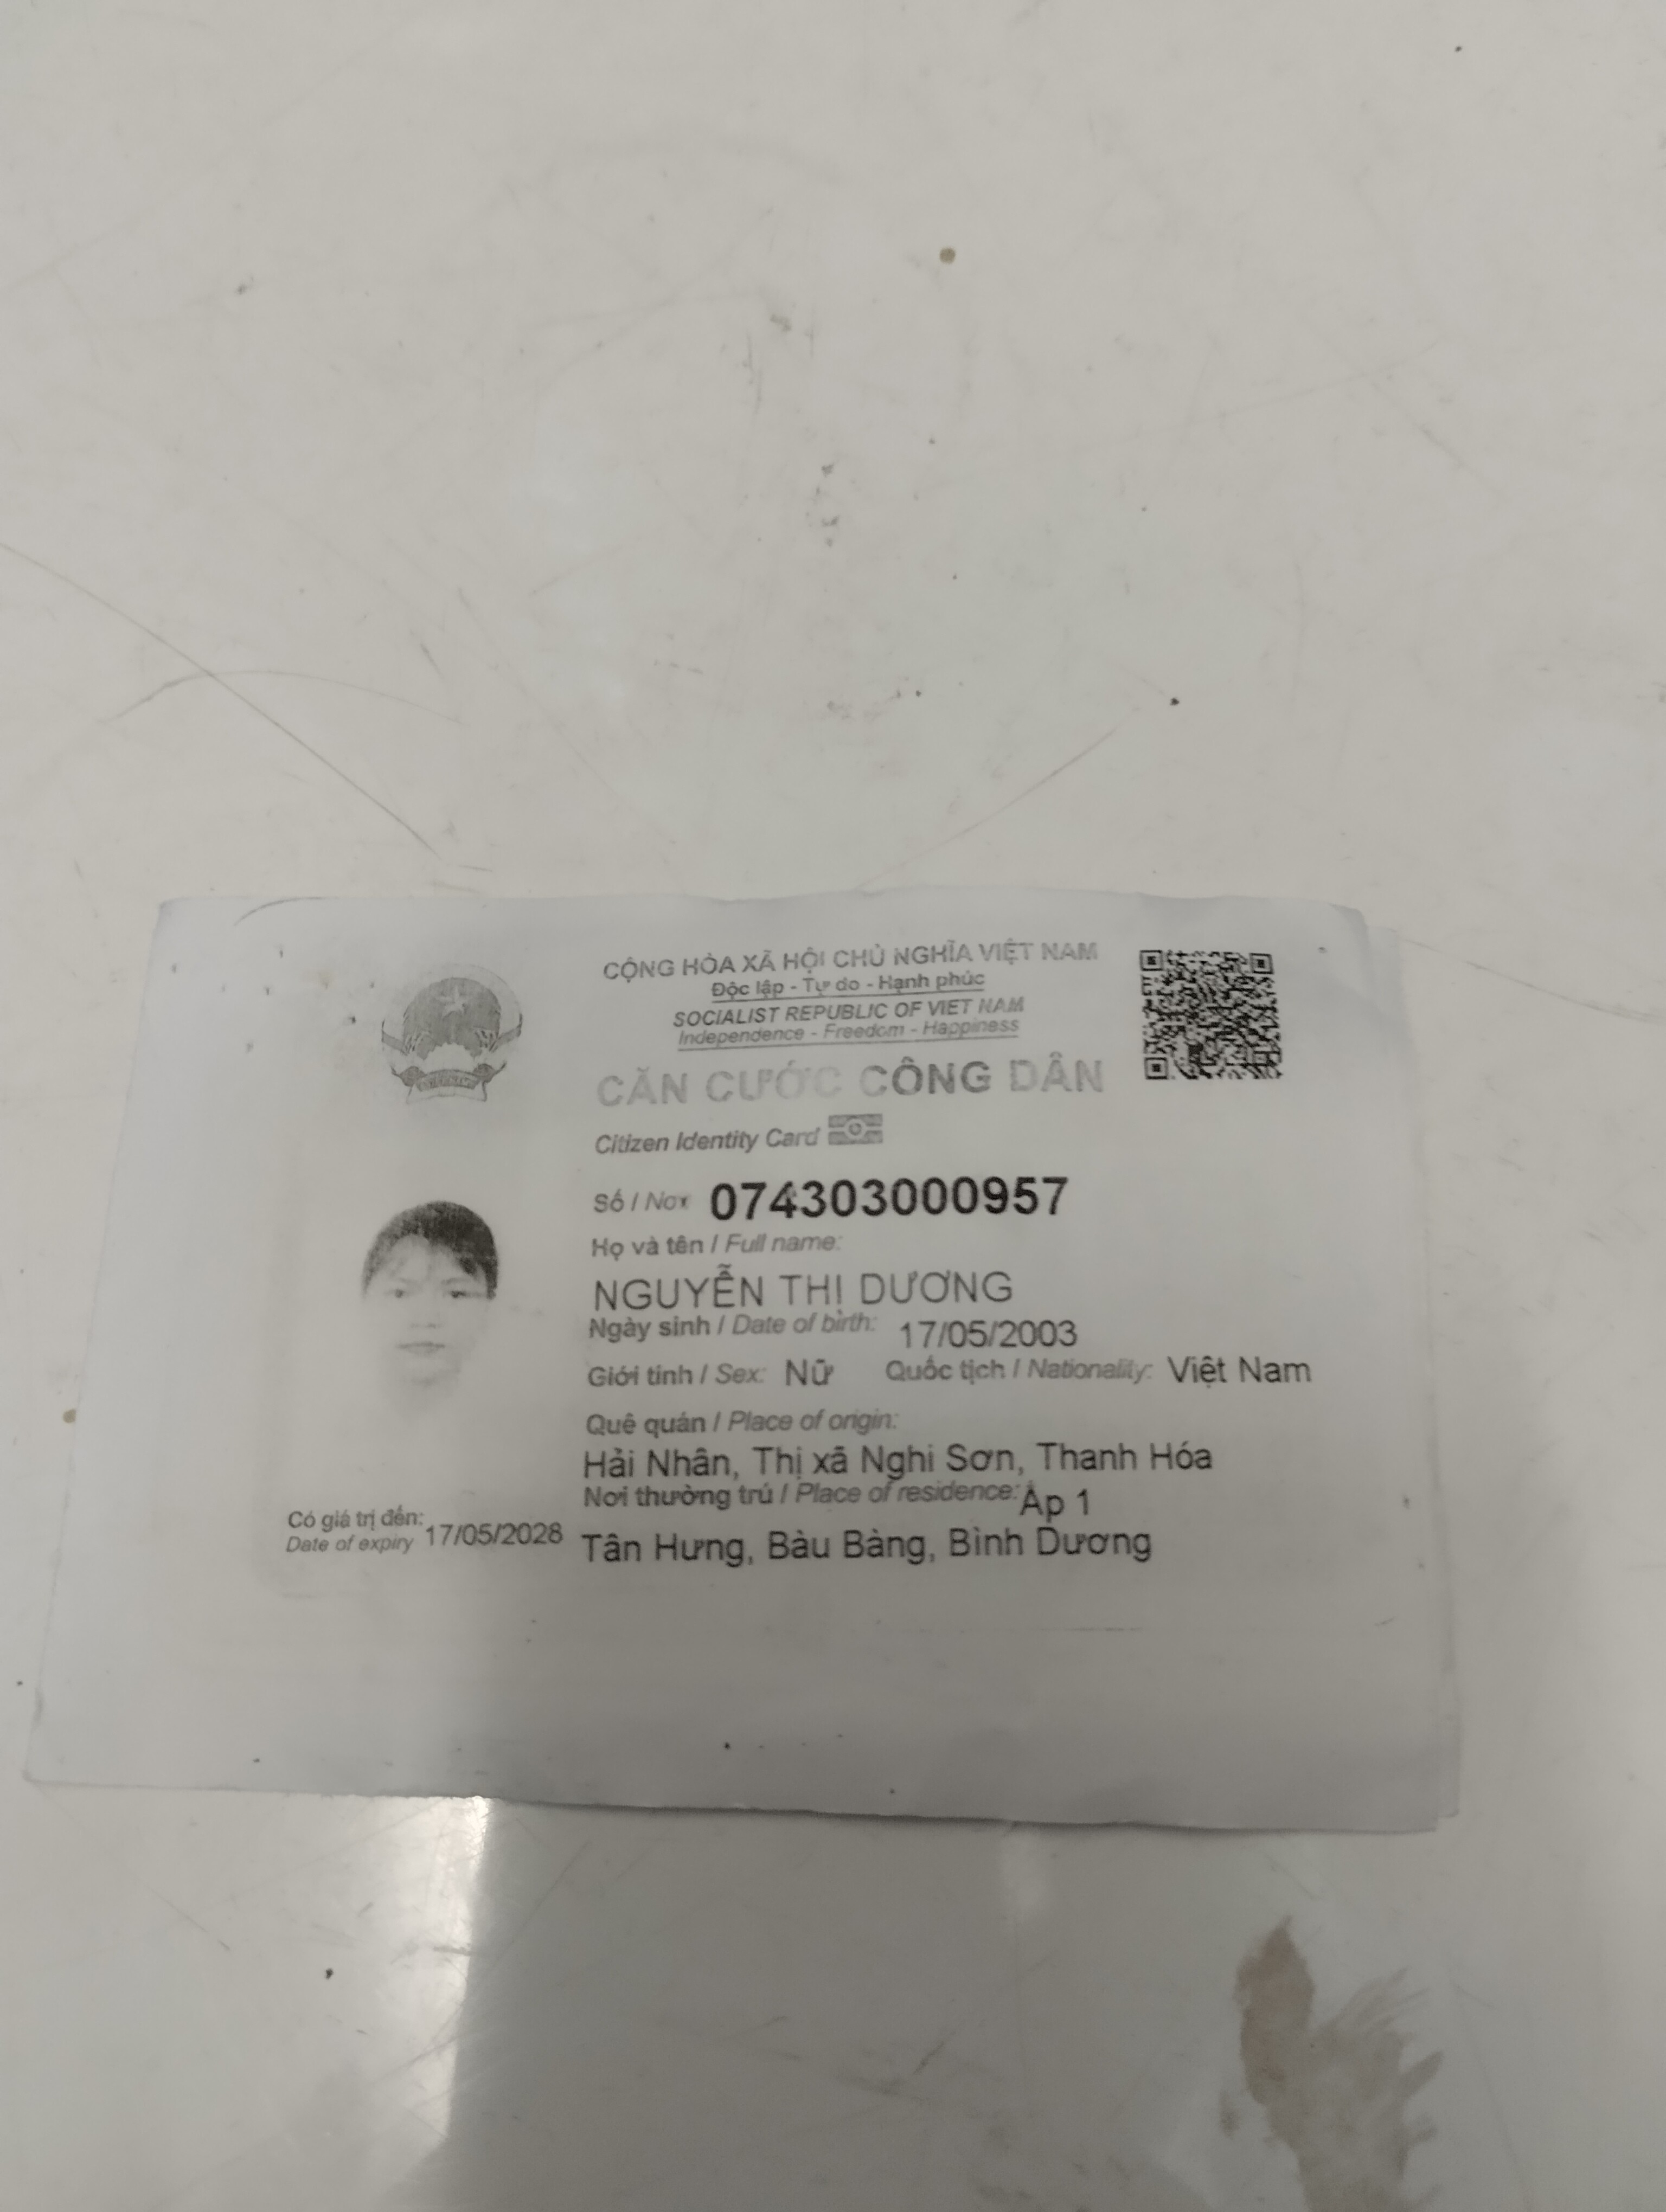 CỘNG HÒA XÃ HỘI CHỦ NGHĨA VIỆT NAM
Độc lập - Tự do - Hạnh phúc
SOCIALIST REPUBLIC OF VIET NAM
Independence - Freedom - Happiness
CĂN CƯỚC CÔNG DÂN
Citizen Identity Card
Số / No: 074303000957
Họ và tên / Full name:
NGUYỄN THỊ DƯƠNG
Ngày sinh / Date of birth: 17/05/2003
Giới tính / Sex: Nữ Quốc tịch / Nationality: Việt Nam
Quê quán / Place of origin:
Hải Nhân, Thị xã Nghi Sơn, Thanh Hóa
Nơi thường trú / Place of residence: Ấp 1
Tân Hưng, Bàu Bàng, Bình Dương
Có giá trị đến: 17/05/2028
Date of expiry